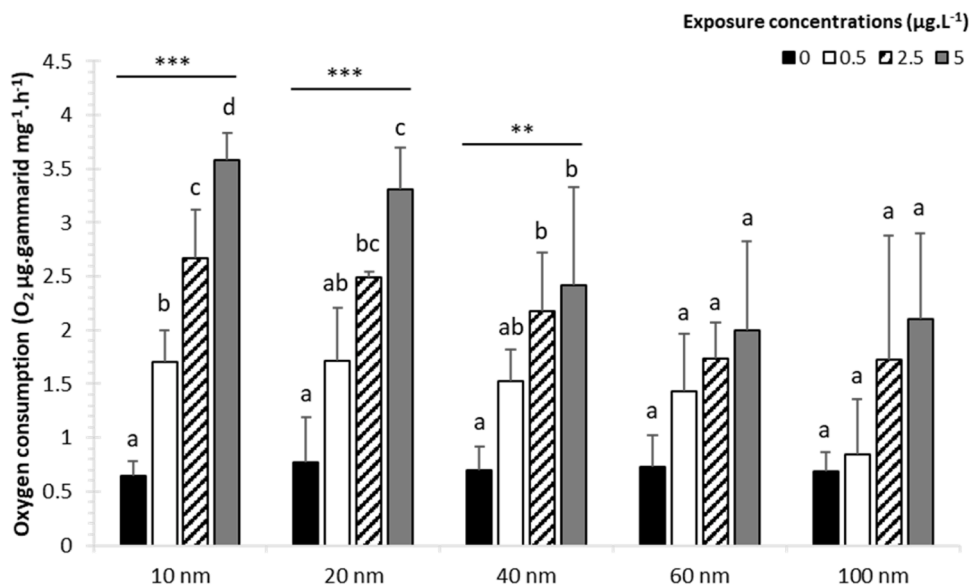 Exposure concentrations (µg.L⁻¹)
0 0.5 2.5 5
Oxygen consumption (O₂ µg.gammarid mg⁻¹.h⁻¹)
4.5
4
3.5
3
2.5
2
1.5
1
0.5
0
***
***
**
a b c d
a ab bc c
a ab b b
a a a a
a a a a
10 nm 20 nm 40 nm 60 nm 100 nm